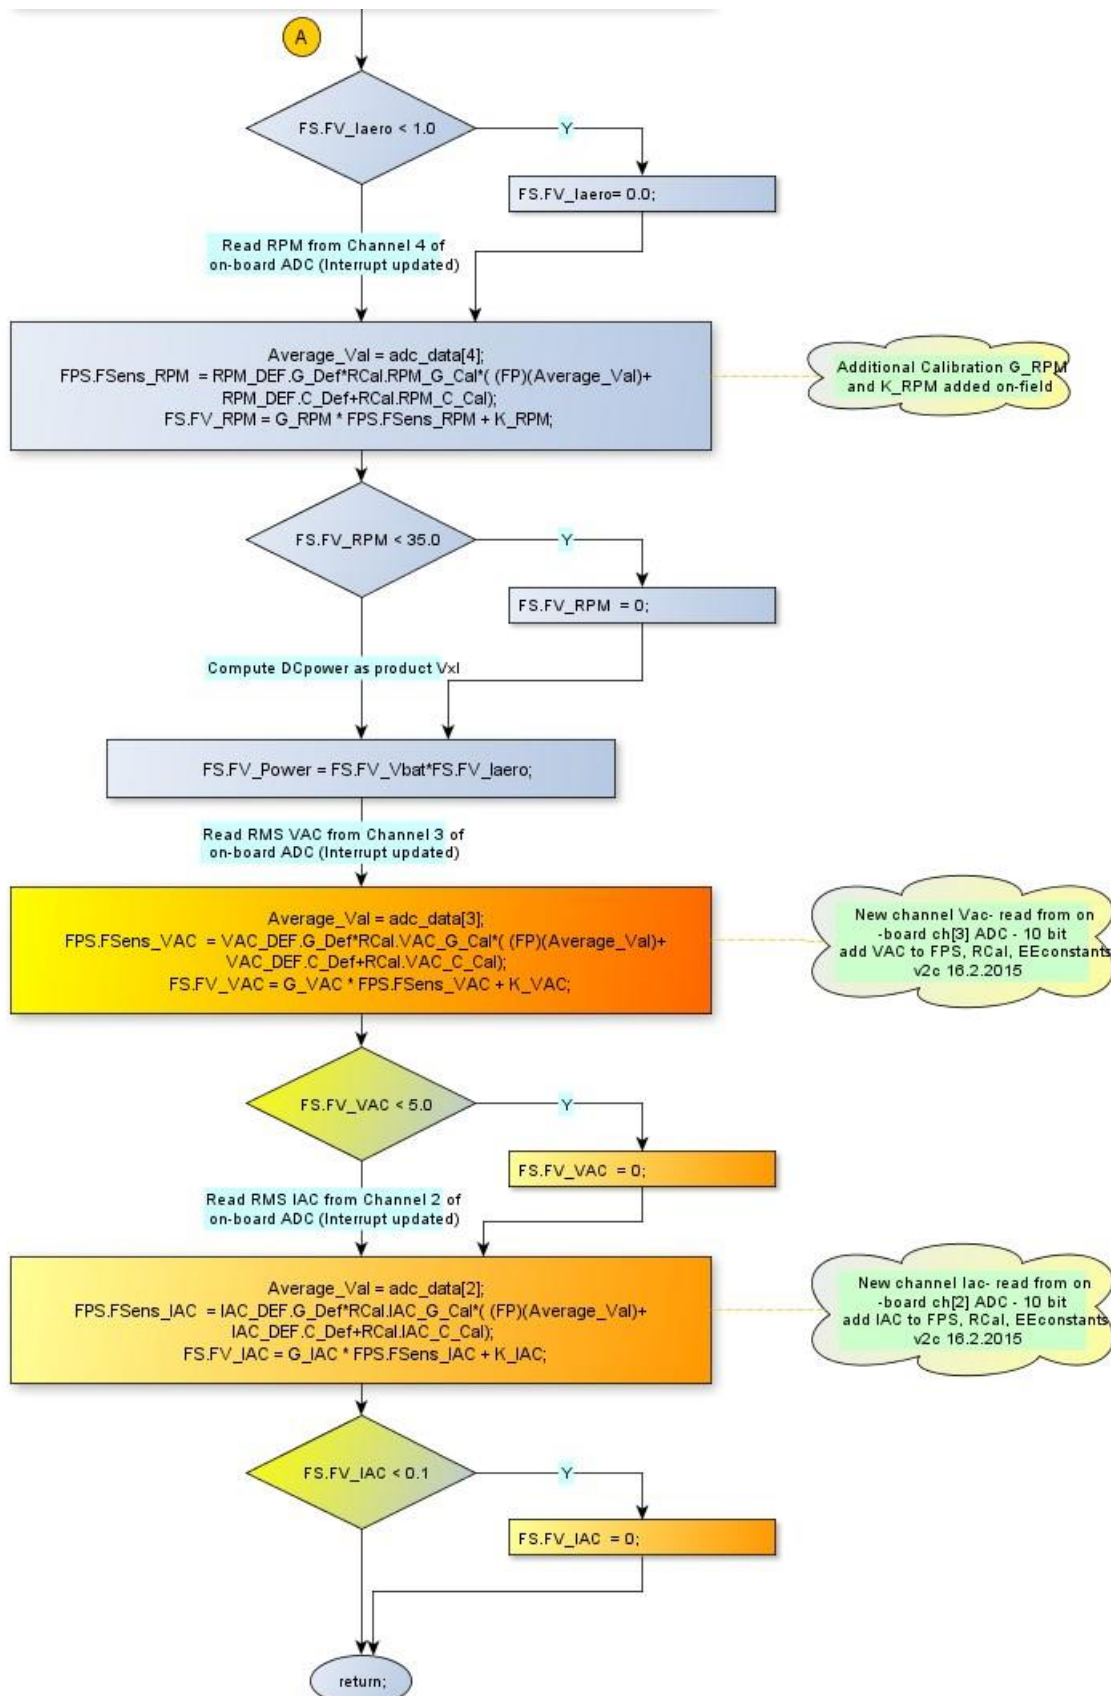 A
FS.FV_Iaero < 1.0
Y
FS.FV_Iaero= 0.0;
Read RPM from Channel 4 of
on-board ADC (Interrupt updated)
Average_Val = adc_data[4];
FPS.FSens_RPM = RPM_DEF.G_Def*RCal.RPM_G_Cal*( (FP)(Average_Val)+
RPM_DEF.C_Def+RCal.RPM_C_Cal);
FS.FV_RPM = G_RPM * FPS.FSens_RPM + K_RPM;
Additional Calibration G_RPM
and K_RPM added on-field
FS.FV_RPM < 35.0
Y
FS.FV_RPM = 0;
Compute DCpower as product VxI
FS.FV_Power = FS.FV_Vbat*FS.FV_Iaero;
Read RMS VAC from Channel 3 of
on-board ADC (Interrupt updated)
Average_Val = adc_data[3];
FPS.FSens_VAC = VAC_DEF.G_Def*RCal.VAC_G_Cal*( (FP)(Average_Val)+
VAC_DEF.C_Def+RCal.VAC_C_Cal);
FS.FV_VAC = G_VAC * FPS.FSens_VAC + K_VAC;
New channel Vac- read from on
-board ch[3] ADC - 10 bit
add VAC to FPS, RCal, EEconstants
v2c 16.2.2015
FS.FV_VAC < 5.0
Y
FS.FV_VAC = 0;
Read RMS IAC from Channel 2 of
on-board ADC (Interrupt updated)
Average_Val = adc_data[2];
FPS.FSens_IAC = IAC_DEF.G_Def*RCal.IAC_G_Cal*( (FP)(Average_Val)+
IAC_DEF.C_Def+RCal.IAC_C_Cal);
FS.FV_IAC = G_IAC * FPS.FSens_IAC + K_IAC;
New channel Iac- read from on
-board ch[2] ADC - 10 bit
add IAC to FPS, RCal, EEconstants,
v2c 16.2.2015
FS.FV_IAC < 0.1
Y
FS.FV_IAC = 0;
return;